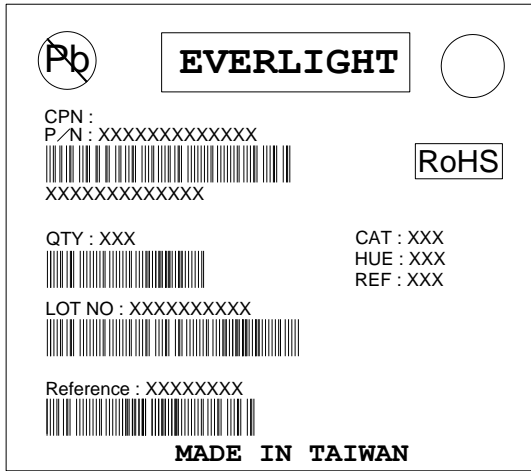 Pb
EVERLIGHT
CPN :
P/N : XXXXXXXXXXXXX
RoHS
XXXXXXXXXXXXX
QTY : XXX
CAT : XXX
HUE : XXX
REF : XXX
LOT NO : XXXXXXXXXX
Reference : XXXXXXXX
MADE IN TAIWAN